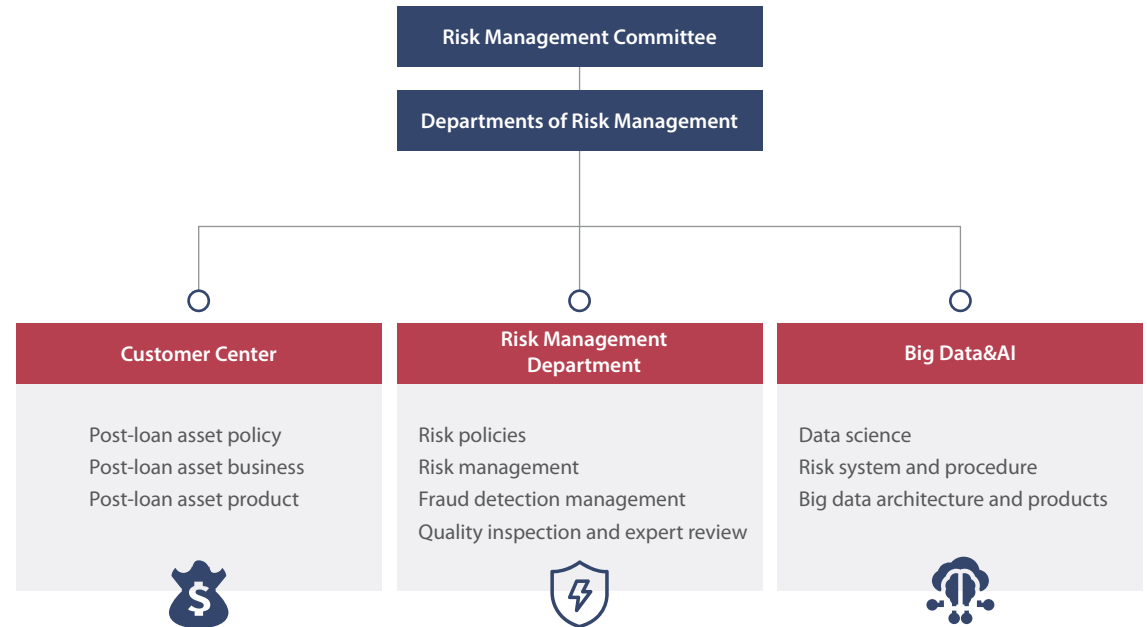 Risk Management Committee
Departments of Risk Management
Customer Center
Post-loan asset policy
Post-loan asset business
Post-loan asset product
$
Risk Management
Department
Risk policies
Risk management
Fraud detection management
Quality inspection and expert review
Big Data&AI
Data science
Risk system and procedure
Big data architecture and products